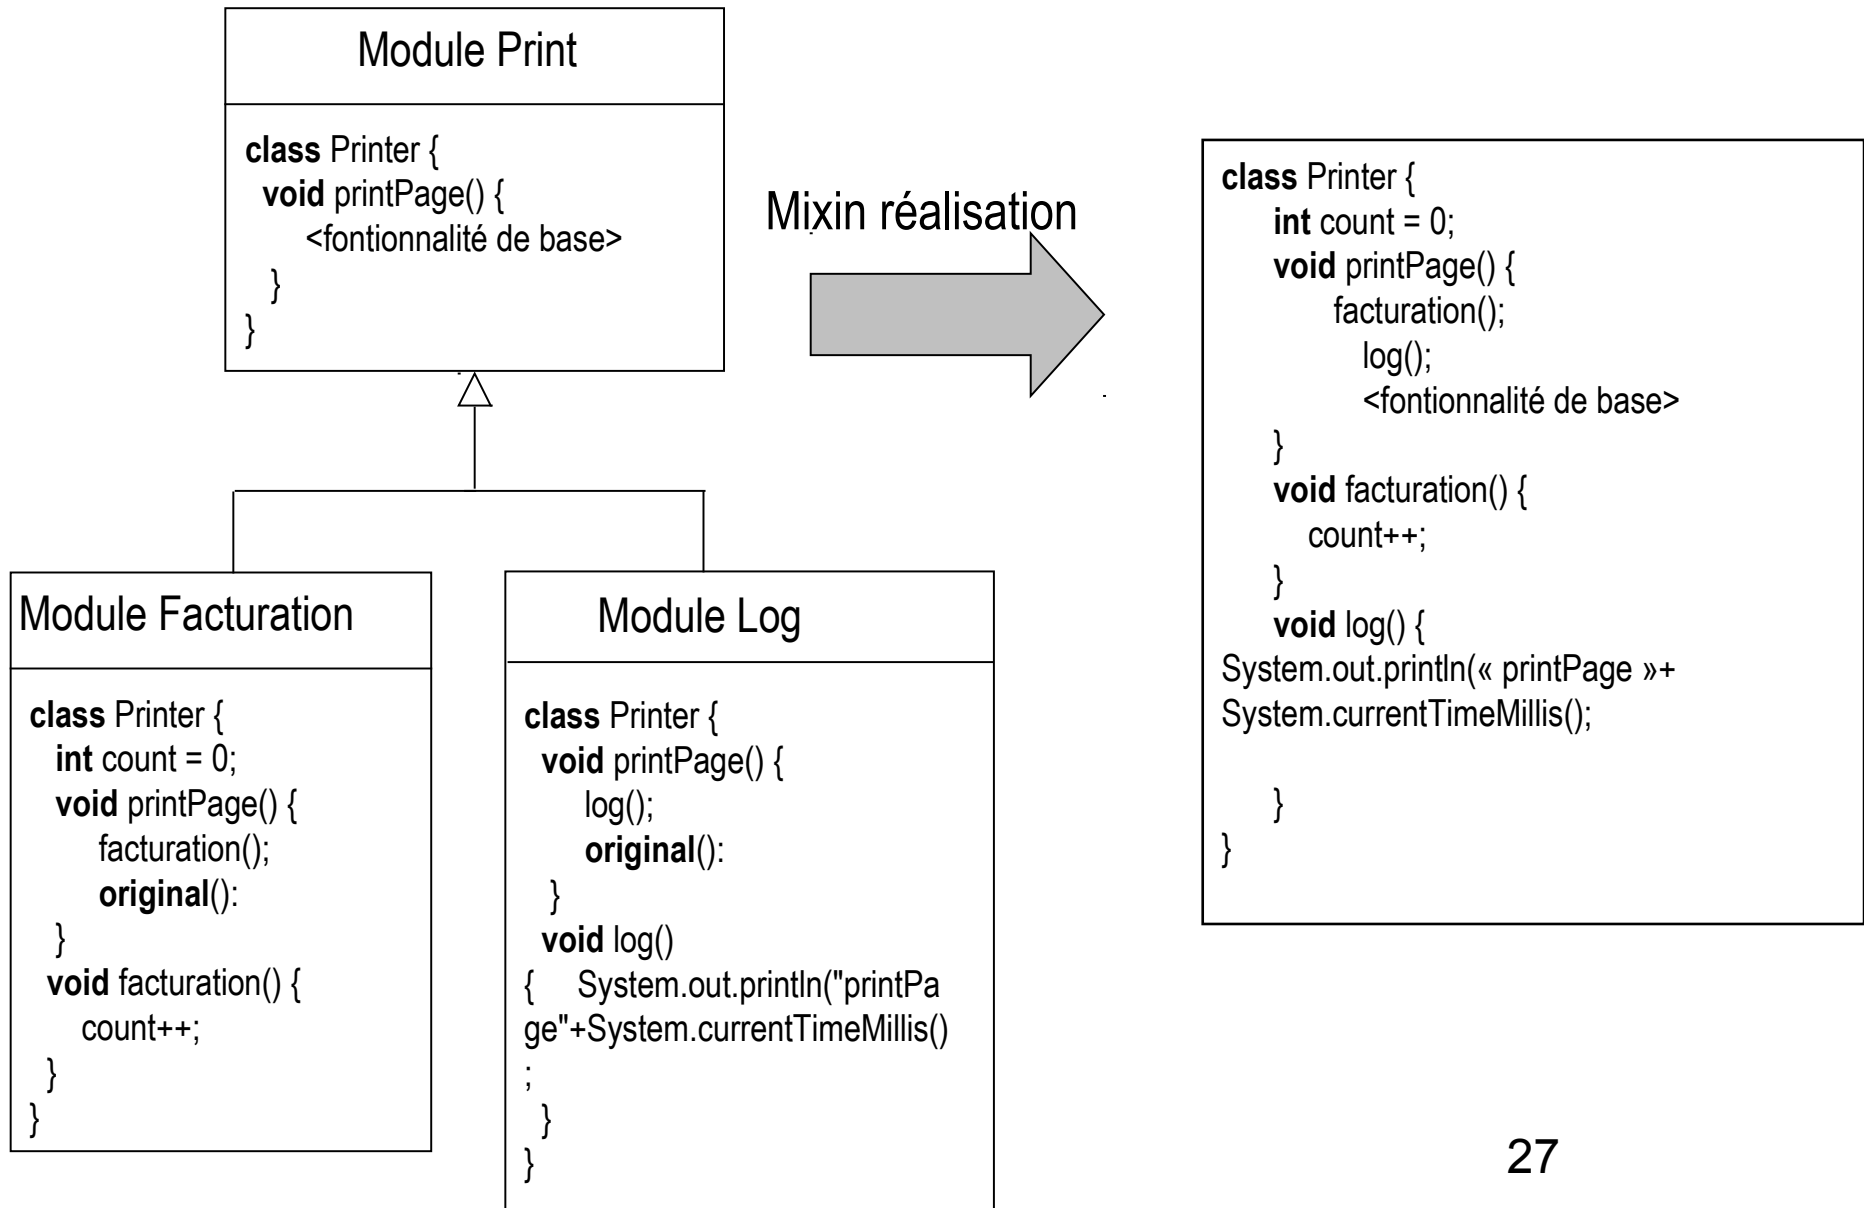 Module Print
class Printer {
void printPage() {
<fontionnalité de base>
}
}
Mixin réalisation
Module Facturation
class Printer {
int count = 0;
void printPage() {
facturation();
original():
}
void facturation() {
count++;
}
}
Module Log
class Printer {
void printPage() {
log();
original():
}
void log()
{ System.out.println("printPa
ge"+System.currentTimeMillis()
;
}
}
class Printer {
int count = 0;
void printPage() {
facturation();
log();
<fontionnalité de base>
}
void facturation() {
count++;
}
void log() {
System.out.println(« printPage »+
System.currentTimeMillis();
}
}
27